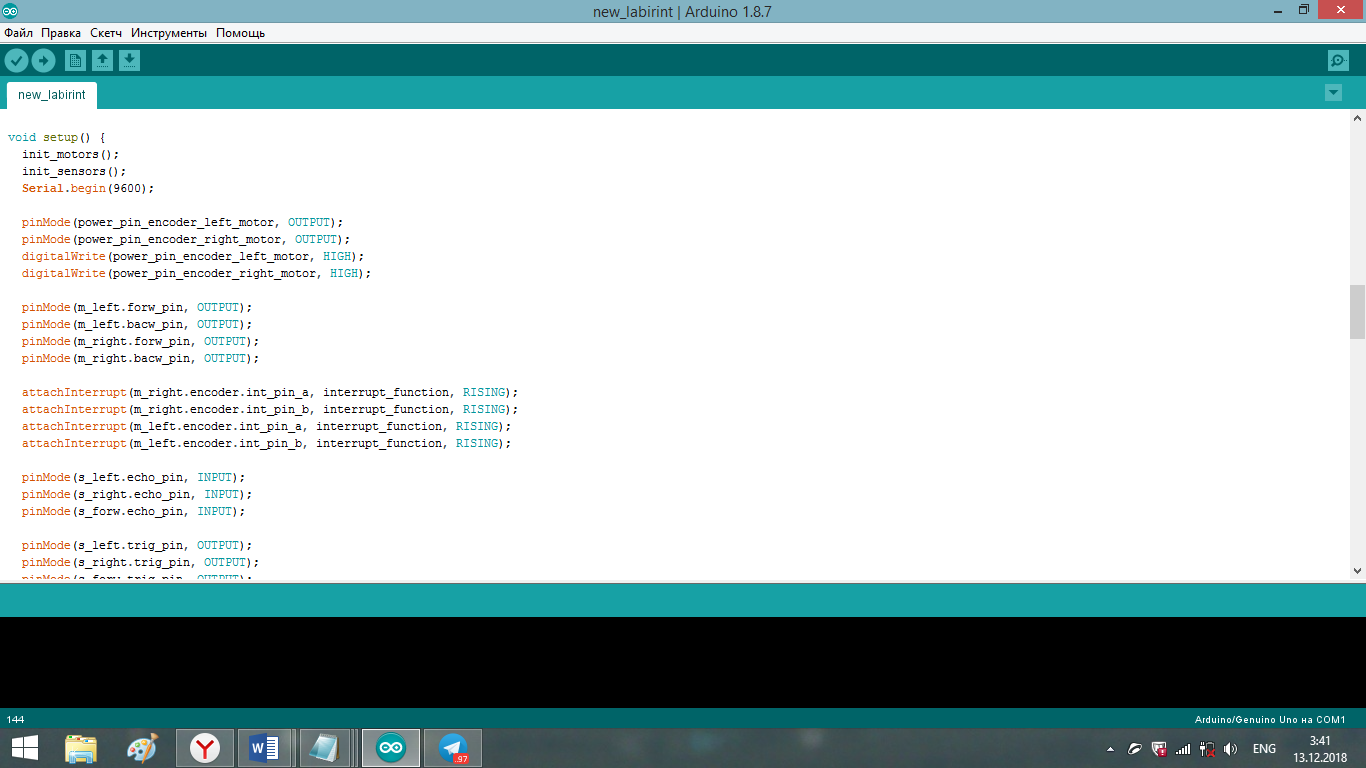 new_labirint | Arduino 1.8.7
Файл Правка Скетч Инструменты Помощь
new_labirint
void setup() {
init_motors();
init_sensors();
Serial.begin(9600);
pinMode(power_pin_encoder_left_motor, OUTPUT);
pinMode(power_pin_encoder_right_motor, OUTPUT);
digitalWrite(power_pin_encoder_left_motor, HIGH);
digitalWrite(power_pin_encoder_right_motor, HIGH);
pinMode(m_left.forw_pin, OUTPUT);
pinMode(m_left.bacw_pin, OUTPUT);
pinMode(m_right.forw_pin, OUTPUT);
pinMode(m_right.bacw_pin, OUTPUT);
attachInterrupt(m_right.encoder.int_pin_a, interrupt_function, RISING);
attachInterrupt(m_right.encoder.int_pin_b, interrupt_function, RISING);
attachInterrupt(m_left.encoder.int_pin_a, interrupt_function, RISING);
attachInterrupt(m_left.encoder.int_pin_b, interrupt_function, RISING);
pinMode(s_left.echo_pin, INPUT);
pinMode(s_right.echo_pin, INPUT);
pinMode(s_forw.echo_pin, INPUT);
pinMode(s_left.trig_pin, OUTPUT);
pinMode(s_right.trig_pin, OUTPUT);
pinMode(s_forw.trig_pin, OUTPUT);
144
Arduino/Genuino Uno на COM1
.97
ENG
3:41
13.12.2018